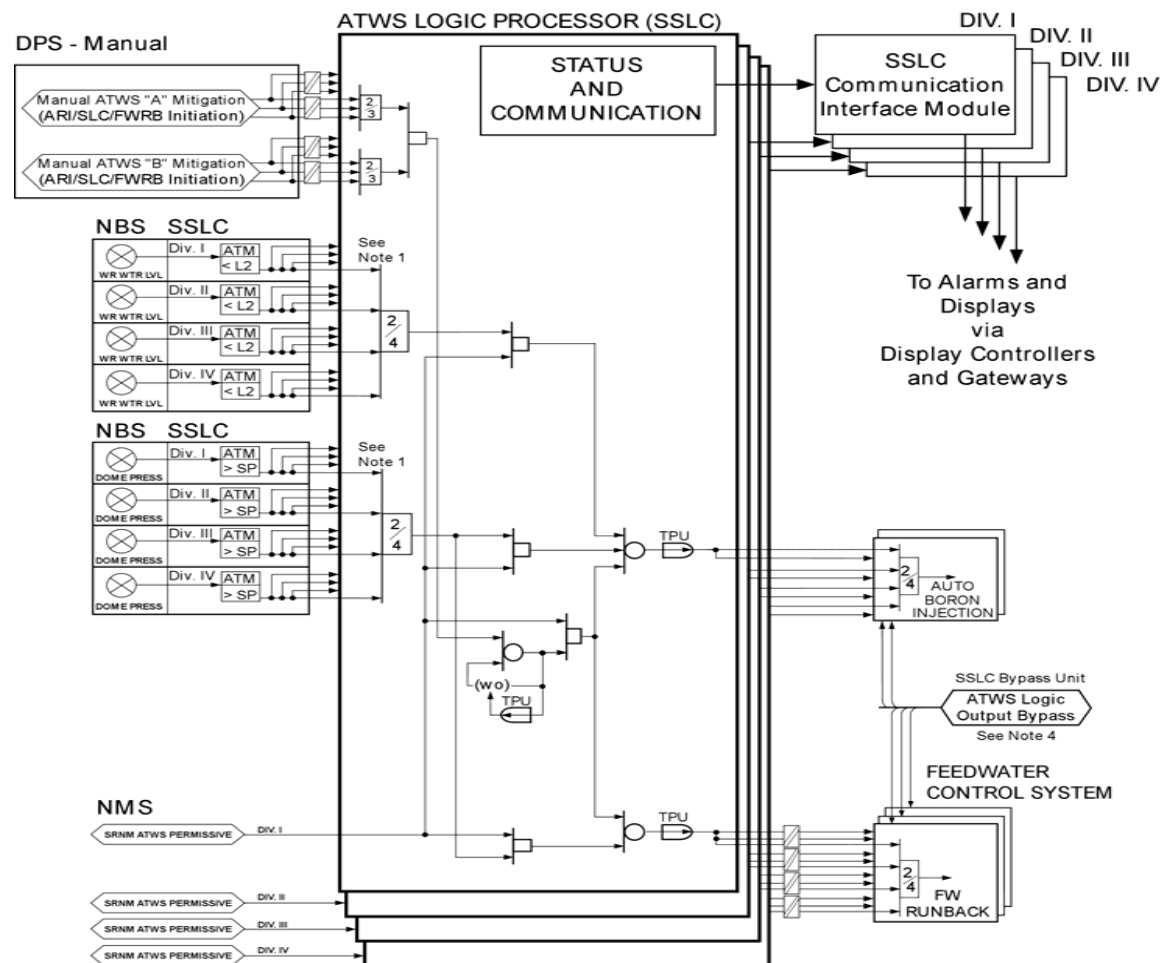 ATWS LOGIC PROCESSOR (SSLC)
DIV. I
DIV. II
DIV. III
DIV. IV
DPS - Manual
STATUS
AND
COMMUNICATION
SSLC
Communication
Interface Module
Manual ATWS "A" Mitigation
(ARI/SLC/FWRB Initiation)
2
3
Manual ATWS "B" Mitigation
(ARI/SLC/FWRB Initiation)
2
3
NBS SSLC
WR WTR LVL
Div. I
ATM
< L2
WR WTR LVL
Div. II
ATM
< L2
WR WTR LVL
Div. III
ATM
< L2
WR WTR LVL
Div. IV
ATM
< L2
See
Note 1
2
4
To Alarms and
Displays
via
Display Controllers
and Gateways
NBS SSLC
DOME PRESS
Div. I
ATM
> SP
DOME PRESS
Div. II
ATM
> SP
DOME PRESS
Div. III
ATM
> SP
DOME PRESS
Div. IV
ATM
> SP
See
Note 1
2
4
TPU
2
4
AUTO
BORON
INJECTION
(wo)
TPU
SSLC Bypass Unit
ATWS Logic
Output Bypass
See Note 4
FEEDWATER
CONTROL SYSTEM
NMS
SRNM ATWS PERMISSIVE
DIV. I
TPU
2
4
FW
RUNBACK
SRNM ATWS PERMISSIVE
DIV. II
SRNM ATWS PERMISSIVE
DIV. III
SRNM ATWS PERMISSIVE
DIV. IV